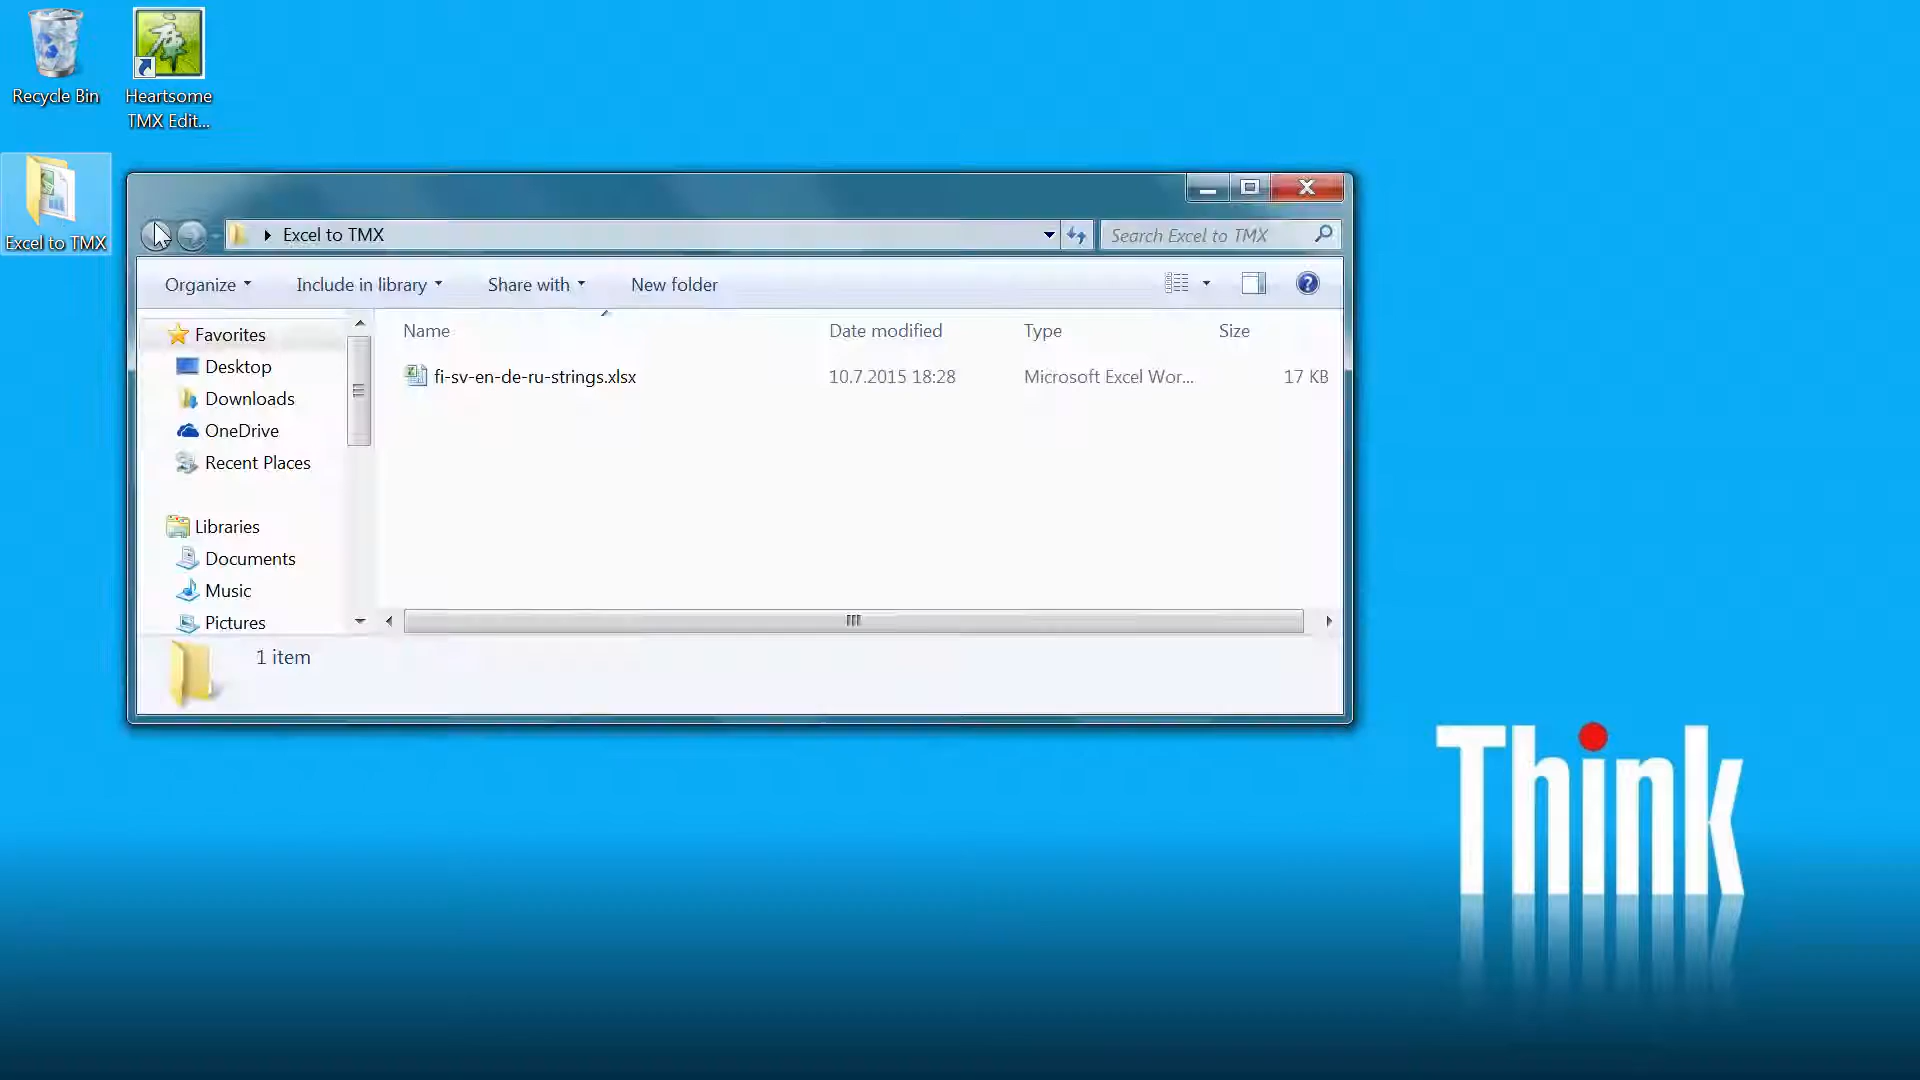 Recycle Bin
Heartsome
TMX Edit...
Excel to TMX
Excel to TMX
Search Excel to TMX
Organize
Include in library
Share with
New folder
Name
Date modified
Type
Size
fi-sv-en-de-ru-strings.xlsx
10.7.2015 18:28
Microsoft Excel Wor...
17 KB
Favorites
Desktop
Downloads
OneDrive
Recent Places
Libraries
Documents
Music
Pictures
1 item
Think
庫